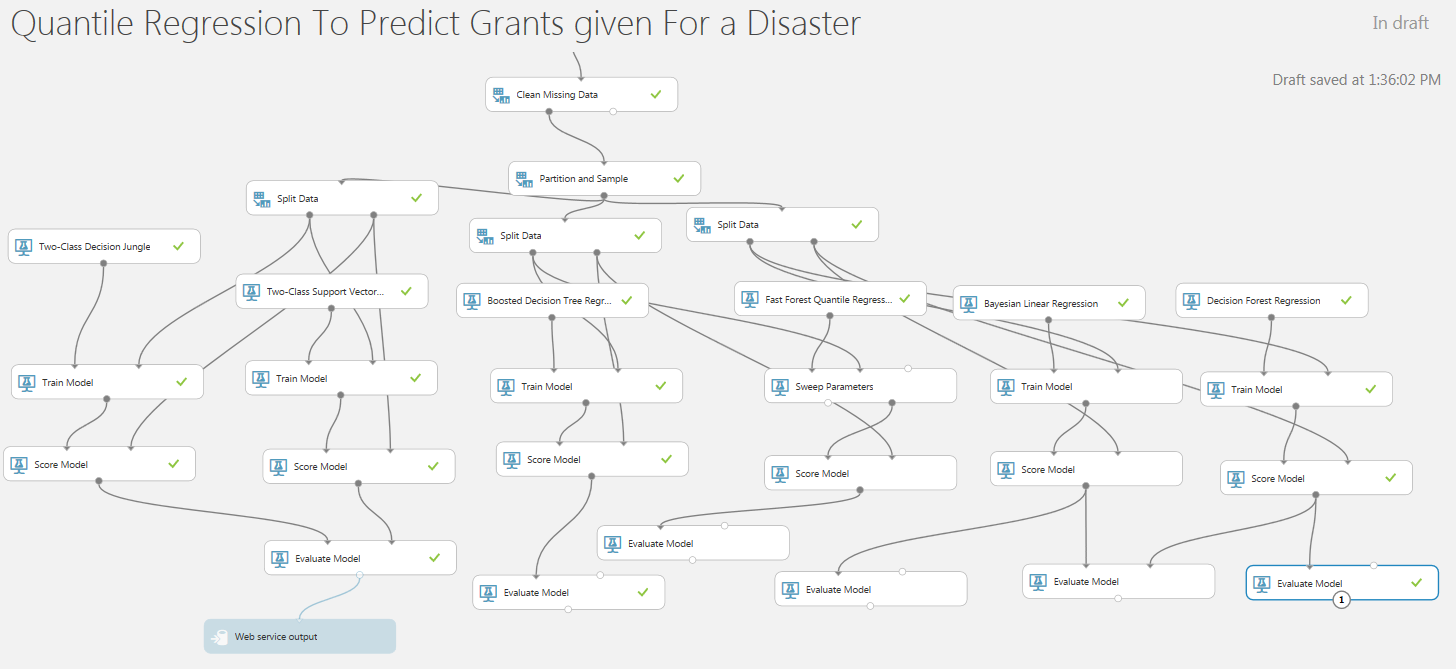 Quantile Regression To Predict Grants given For a Disaster
In draft
Draft saved at 1:36:02 PM
Clean Missing Data
Partition and Sample
Split Data
Split Data
Split Data
Two-Class Decision Jungle
Two-Class Support Vector...
Boosted Decision Tree Regr...
Fast Forest Quantile Regress...
Bayesian Linear Regression
Decision Forest Regression
Train Model
Train Model
Train Model
Sweep Parameters
Train Model
Train Model
Score Model
Score Model
Score Model
Score Model
Score Model
Score Model
Evaluate Model
Evaluate Model
Evaluate Model
Evaluate Model
Evaluate Model
Evaluate Model
1
Web service output